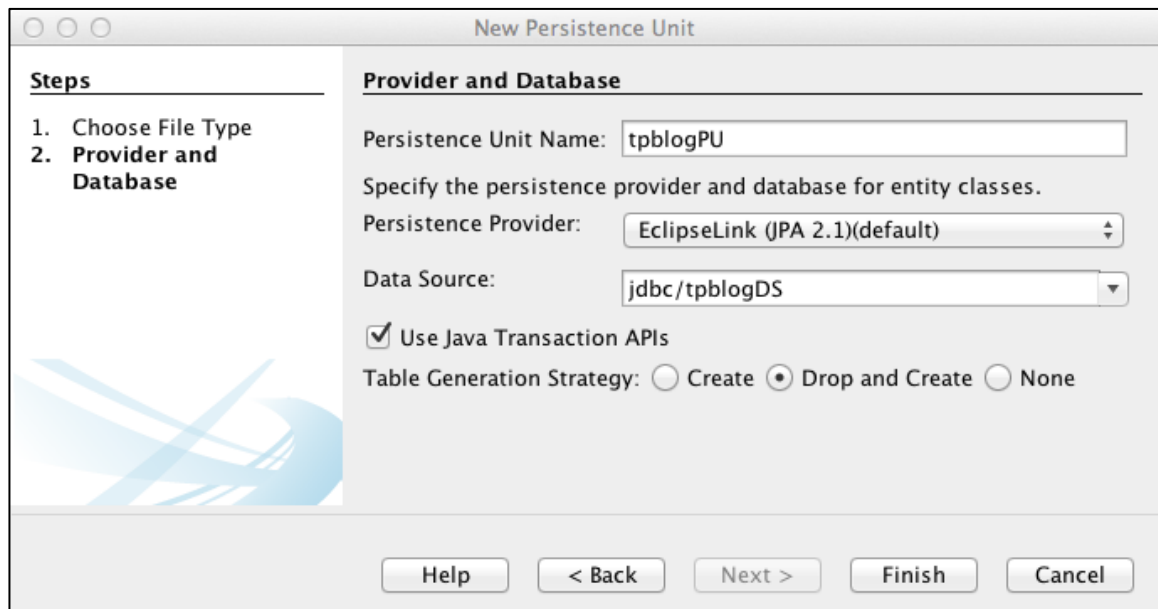 New Persistence Unit
Steps
1. Choose File Type
2. Provider and
Database
Provider and Database
Persistence Unit Name: tpblogPU
Specify the persistence provider and database for entity classes.
Persistence Provider: EclipseLink (JPA 2.1)(default)
Data Source: jdbc/tpblogDS
Use Java Transaction APIs
Table Generation Strategy: Create Drop and Create None
Help < Back Next > Finish Cancel